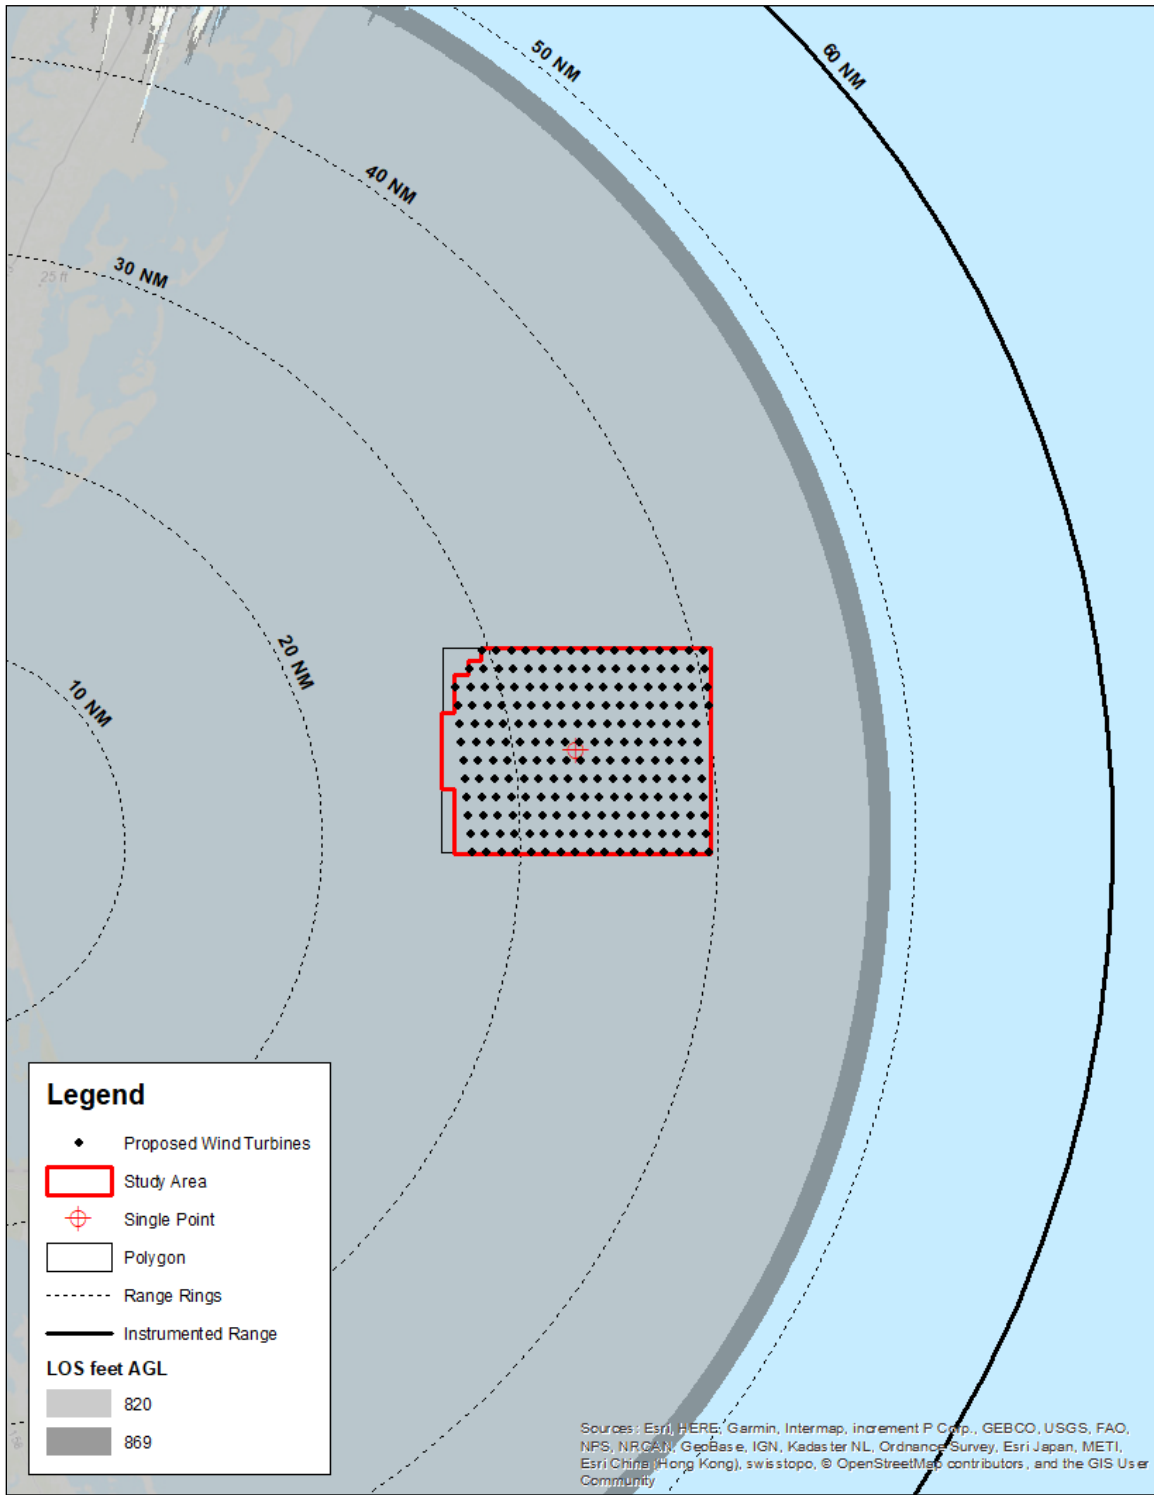 50 NM
60 NM
40 NM
30 NM
25 ft
20 NM
10 NM
Legend
Proposed Wind Turbines
Study Area
Single Point
Polygon
Range Rings
Instrumented Range
LOS feet AGL
820
869
Sources: Esri, HERE, Garmin, Intermap, increment P Corp., GEBCO, USGS, FAO,
NPS, NRCAN, GeoBase, IGN, Kadaster NL, Ordnance Survey, Esri Japan, METI,
Esri China (Hong Kong), swisstopo, © OpenStreetMap contributors, and the GIS User
Community